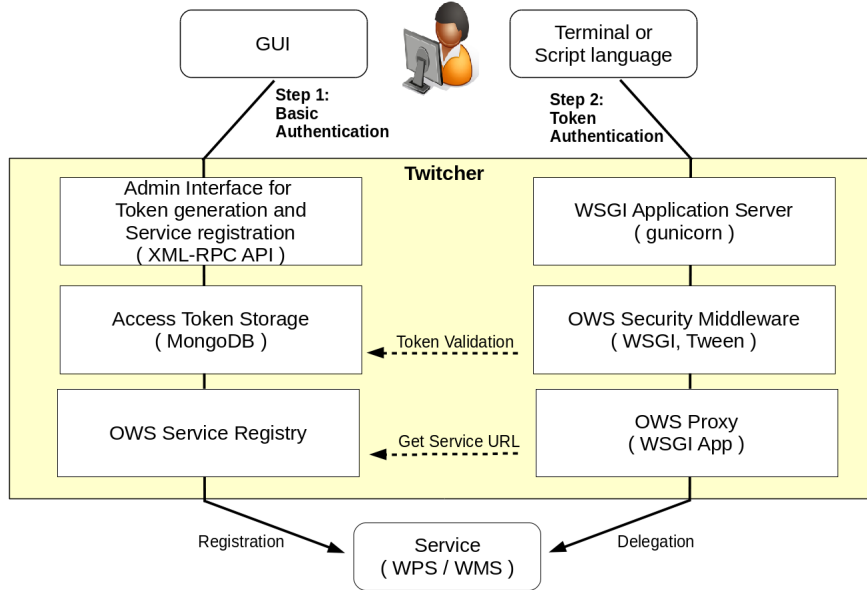 GUI
Terminal or
Script language
Step 1:
Basic
Authentication
Step 2:
Token
Authentication
Twitcher
Admin Interface for
Token generation and
Service registration
( XML-RPC API )
WSGI Application Server
( gunicorn )
Access Token Storage
( MongoDB )
Token Validation
OWS Security Middleware
( WSGI, Tween )
OWS Service Registry
Get Service URL
OWS Proxy
( WSGI App )
Registration
Service
( WPS / WMS )
Delegation